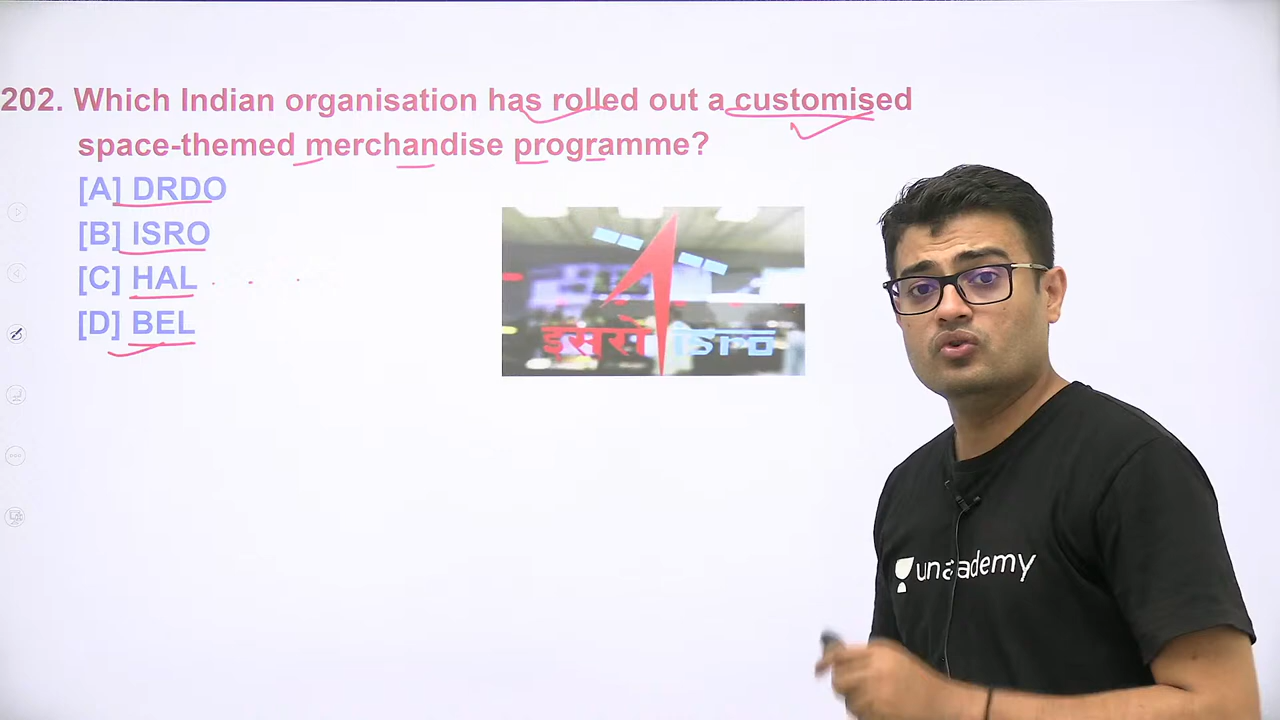 202. Which Indian organisation has rolled out a customised
space-themed merchandise programme?
[A] DRDO
[B] ISRO
[C] HAL
[D] BEL
इसरो isro
unacademy